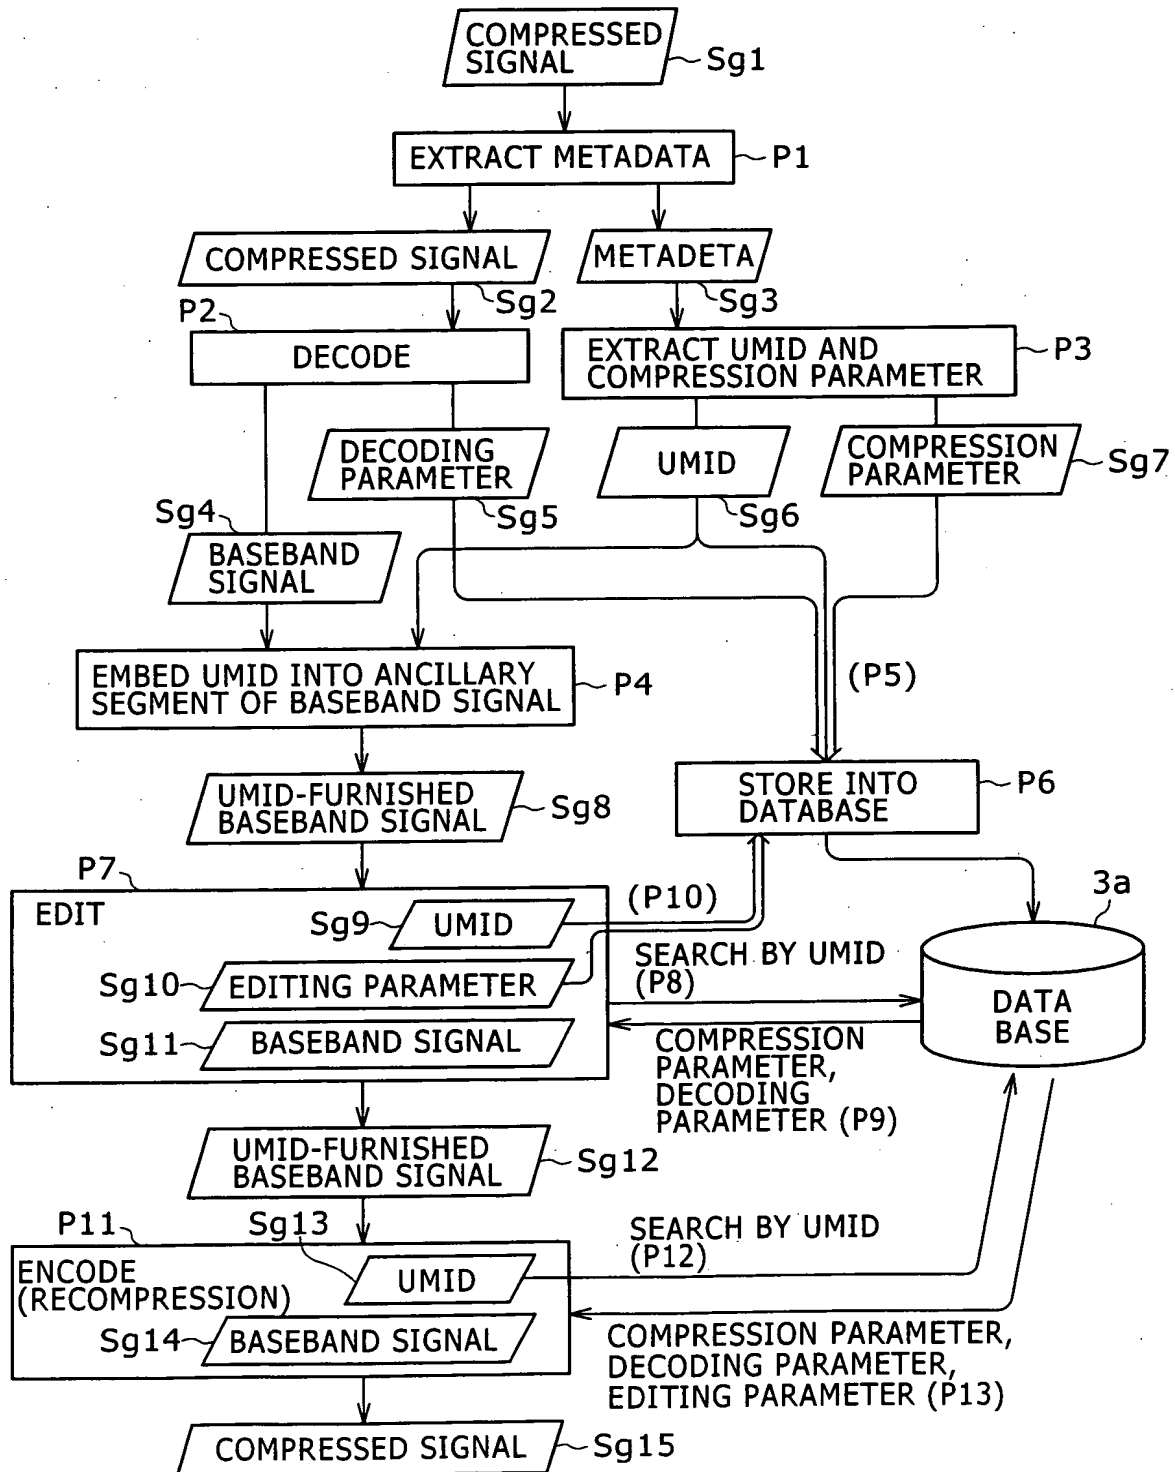 COMPRESSED
SIGNAL
Sg1
EXTRACT METADATA
P1
COMPRESSED SIGNAL
Sg2
METADETA
Sg3
P2
DECODE
EXTRACT UMID AND
COMPRESSION PARAMETER
P3
DECODING
PARAMETER
Sg5
UMID
Sg6
COMPRESSION
PARAMETER
Sg7
Sg4
BASEBAND
SIGNAL
EMBED UMID INTO ANCILLARY
SEGMENT OF BASEBAND SIGNAL
P4
(P5)
UMID-FURNISHED
BASEBAND SIGNAL
Sg8
STORE INTO
DATABASE
P6
P7
EDIT
Sg9
UMID
(P10)
3a
Sg10
EDITING PARAMETER
SEARCH BY UMID
(P8)
DATA
BASE
Sg11
BASEBAND SIGNAL
COMPRESSION
PARAMETER,
DECODING
PARAMETER (P9)
UMID-FURNISHED
BASEBAND SIGNAL
Sg12
P11
Sg13
SEARCH BY UMID
(P12)
ENCODE
(RECOMPRESSION)
UMID
Sg14
BASEBAND SIGNAL
COMPRESSION PARAMETER,
DECODING PARAMETER,
EDITING PARAMETER (P13)
COMPRESSED SIGNAL
Sg15